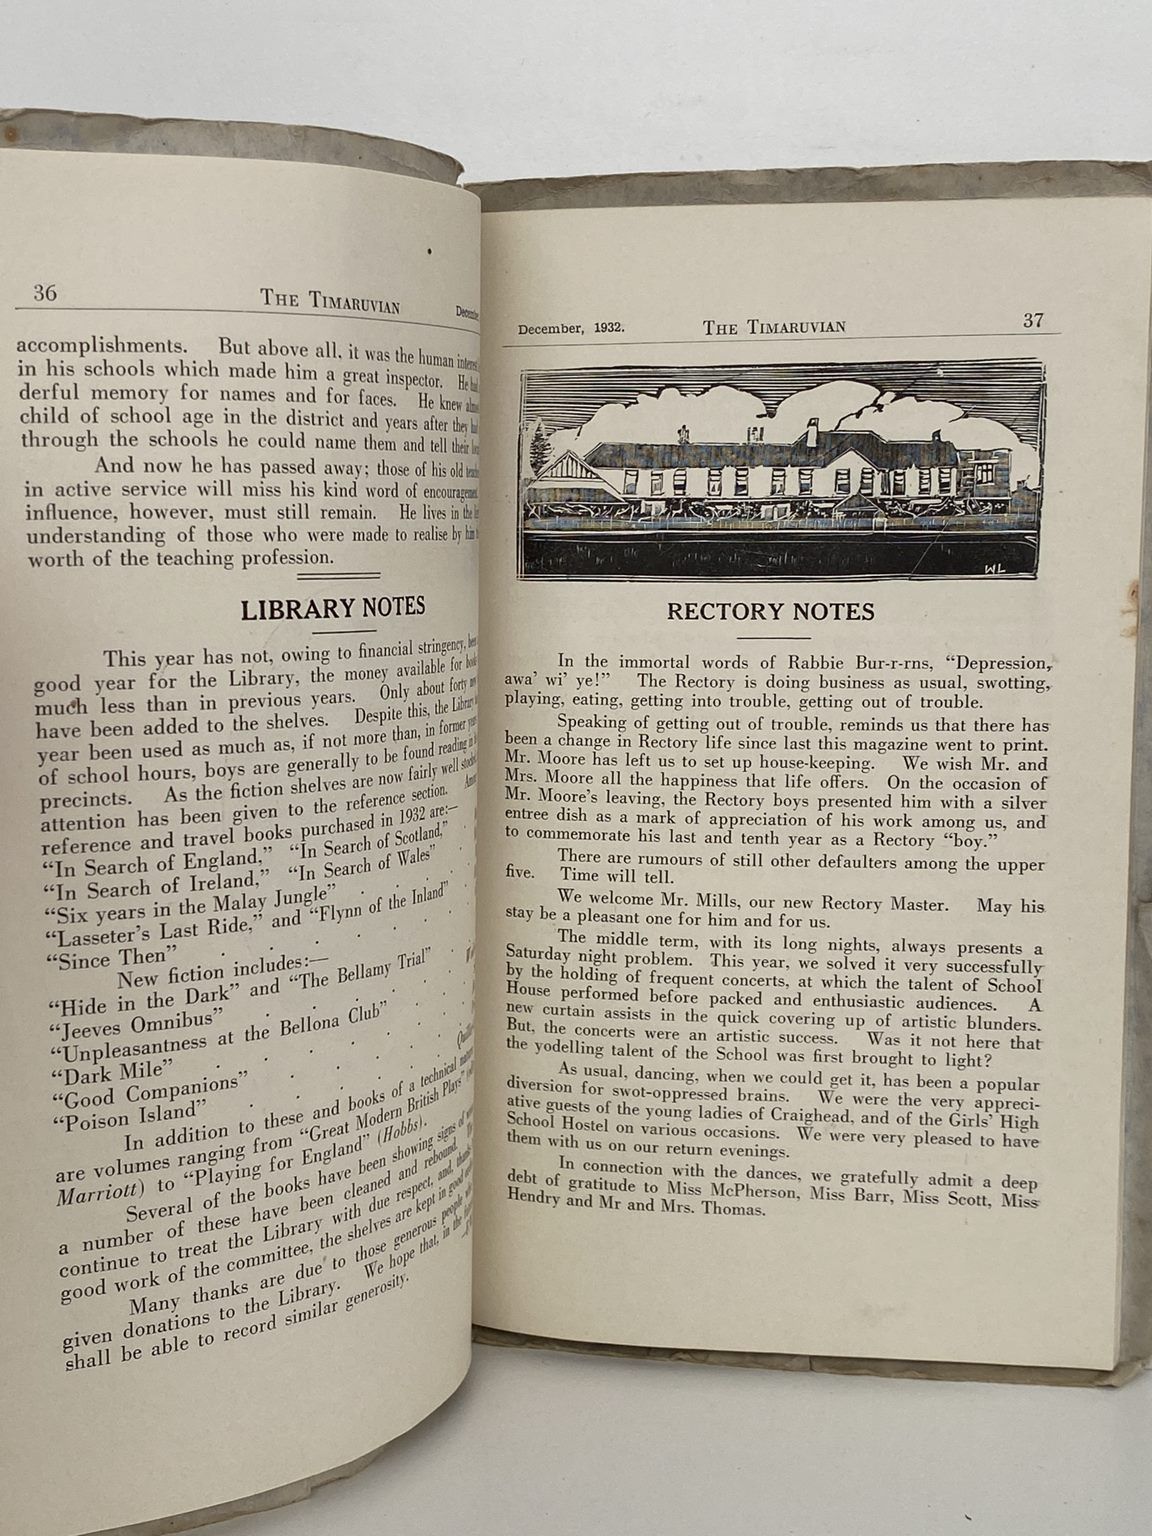 36
THE TIMARUVIAN
accomplishments. But above all, it was the human
in his schools which made him a great inspector. He
derful memory for names and for faces. He knew
child of school age in the district and years after they
through the schools he could name them and tell their
And now he has passed away; those of his old
in active service will miss his kind word of
influence, however, must still remain. He lives in the
understanding of those who were made to realise by him
worth of the teaching profession.
LIBRARY NOTES
This year has not, owing to financial stringency,
good year for the Library, the money available for
much less than in previous years. Only about forty
have been added to the shelves. Despite this, the Library
year been used as much as, if not more than, in former
of school hours, boys are generally to be found reading
precincts. As the fiction shelves are now fairly well
attention has been given to the reference section.
reference and travel books purchased in 1932 are:—
“In Search of England,” “In Search of Scotland,”
“In Search of Ireland,” “In Search of Wales”
“Six years in the Malay Jungle”
“Lasseter's Last Ride,” and “Flynn of the Inland”
“Since Then”
New fiction includes:—
“Hide in the Dark” and “The Bellamy Trial”
“Jeeves Omnibus”
“Unpleasantness at the Bellona Club”
“Dark Mile”
“Good Companions”
“Poison Island”
In addition to these and books of a technical
are volumes ranging from “Great Modern British Plays”
Marriott) to “Playing for England” (Hobbs).
Several of the books have been showing signs of
a number of these have been cleaned and rebound.
continue to treat the Library with due respect, and,
good work of the committee, the shelves are kept in good
Many thanks are due to those generous people
given donations to the Library. We hope that, in the
shall be able to record similar generosity.
December, 1932.
THE TIMARUVIAN
37
WL
RECTORY NOTES
In the immortal words of Rabbie Bur-r-rns, “Depression,
awa' wi' ye!” The Rectory is doing business as usual, swotting,
playing, eating, getting into trouble, getting out of trouble.
Speaking of getting out of trouble, reminds us that there has
been a change in Rectory life since last this magazine went to print.
Mr. Moore has left us to set up house-keeping. We wish Mr. and
Mrs. Moore all the happiness that life offers. On the occasion of
Mr. Moore's leaving, the Rectory boys presented him with a silver
entree dish as a mark of appreciation of his work among us, and
to commemorate his last and tenth year as a Rectory “boy.”
There are rumours of still other defaulters among the upper
five. Time will tell.
We welcome Mr. Mills, our new Rectory Master. May his
stay be a pleasant one for him and for us.
The middle term, with its long nights, always presents a
Saturday night problem. This year, we solved it very successfully
by the holding of frequent concerts, at which the talent of School
House performed before packed and enthusiastic audiences. A
new curtain assists in the quick covering up of artistic blunders.
But, the concerts were an artistic success. Was it not here that
the yodelling talent of the School was first brought to light?
As usual, dancing, when we could get it, has been a popular
diversion for swot-oppressed brains. We were the very appreci-
ative guests of the young ladies of Craighead, and of the Girls' High
School Hostel on various occasions. We were very pleased to have
them with us on our return evenings.
In connection with the dances, we gratefully admit a deep
debt of gratitude to Miss McPherson, Miss Barr, Miss Scott, Miss
Hendry and Mr and Mrs. Thomas.